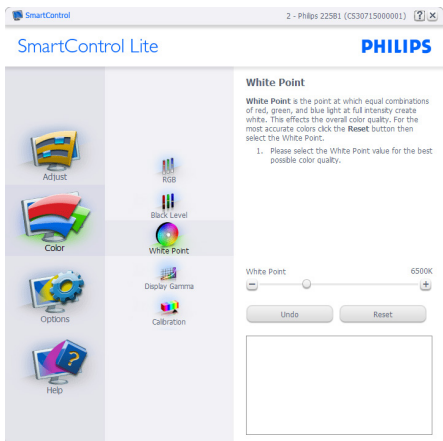 SmartControl
2 - Philips 225B1 (CS30715000001)
SmartControl Lite
PHILIPS
Adjust
Color
Options
Help
RGB
Black Level
White Point
Display Gamma
Calibration
White Point
White Point is the point at which equal combinations
of red, green, and blue light at full intensity create
white. This effects the overall color quality. For the
most accurate colors click the Reset button then
select the White Point.
1. Please select the White Point value for the best
possible color quality.
White Point 6500K
Undo Reset